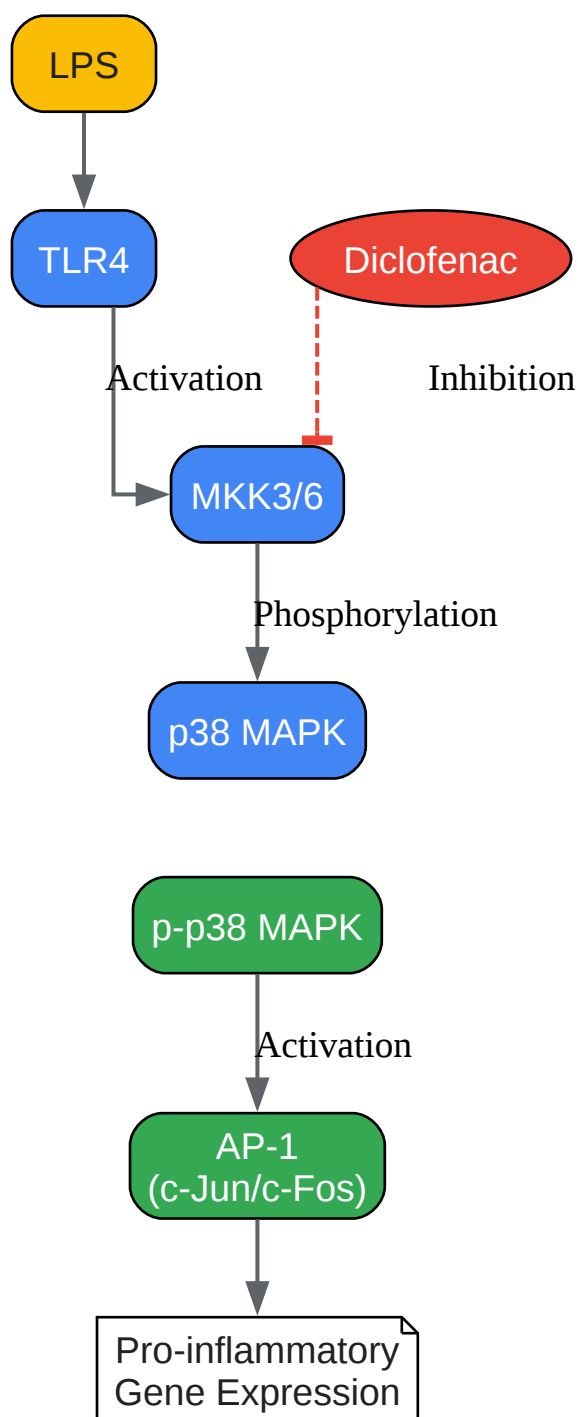 LPS
TLR4
Diclofenac
Activation
Inhibition
MKK3/6
Phosphorylation
p38 MAPK
p-p38 MAPK
Activation
AP-1
(c-Jun/c-Fos)
Pro-inflammatory
Gene Expression